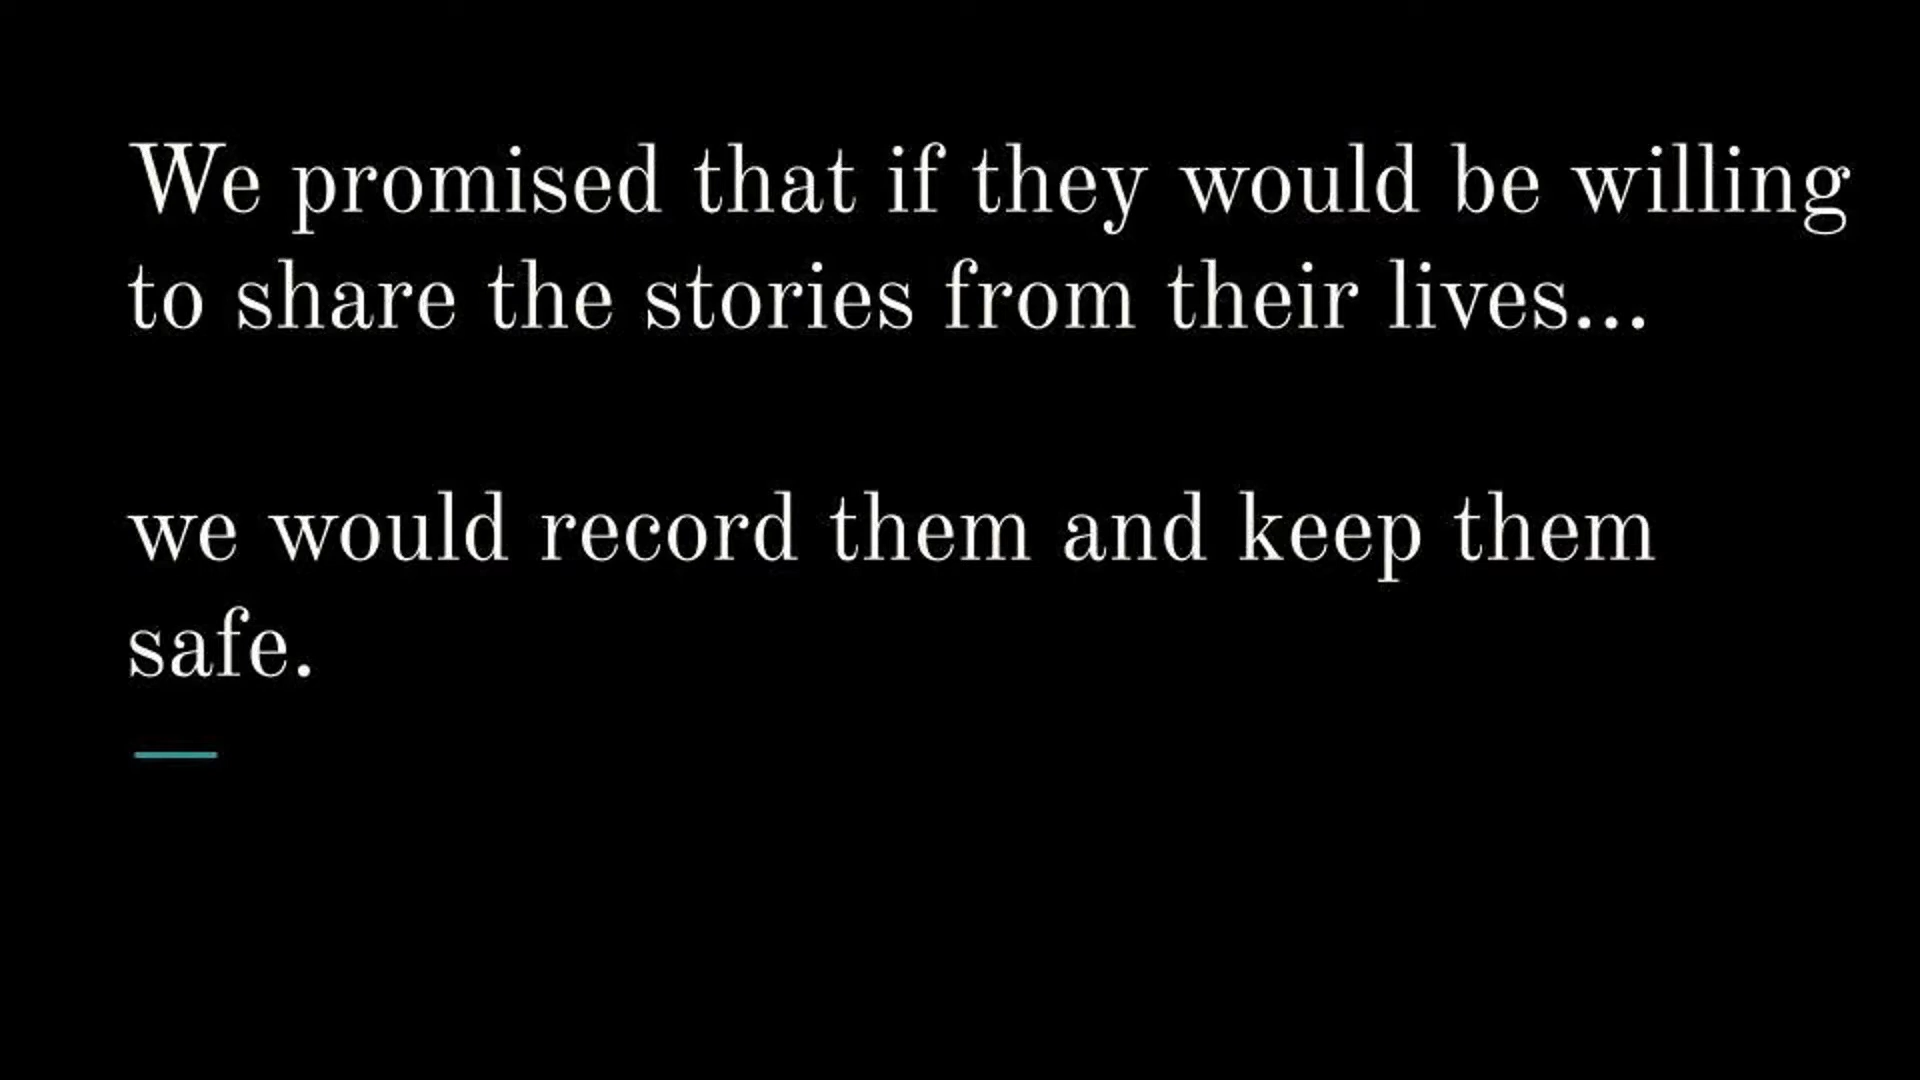 We promised that if they would be willing
to share the stories from their lives...
we would record them and keep them
safe.